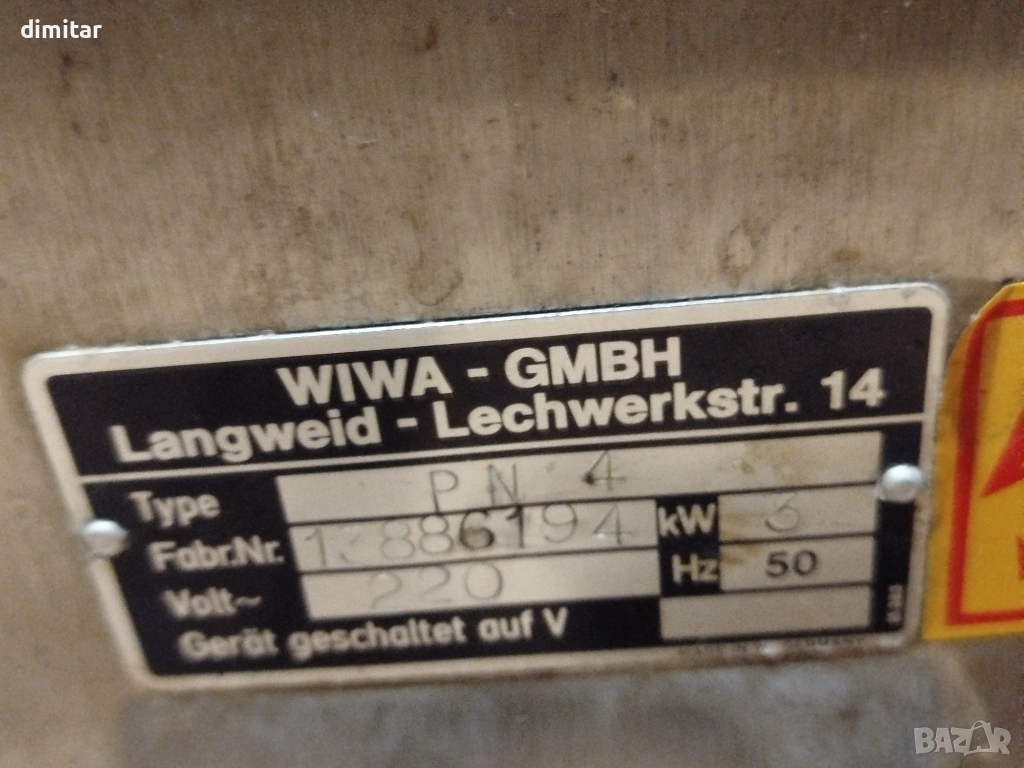 dimitar
WIWA - GMBH
Langweid - Lechwerkstr. 14
Type PN 4
Fabr.Nr. 13886194 kW 3
Volt~ 220 Hz 50
Gerät geschaltet auf V
BAZAR